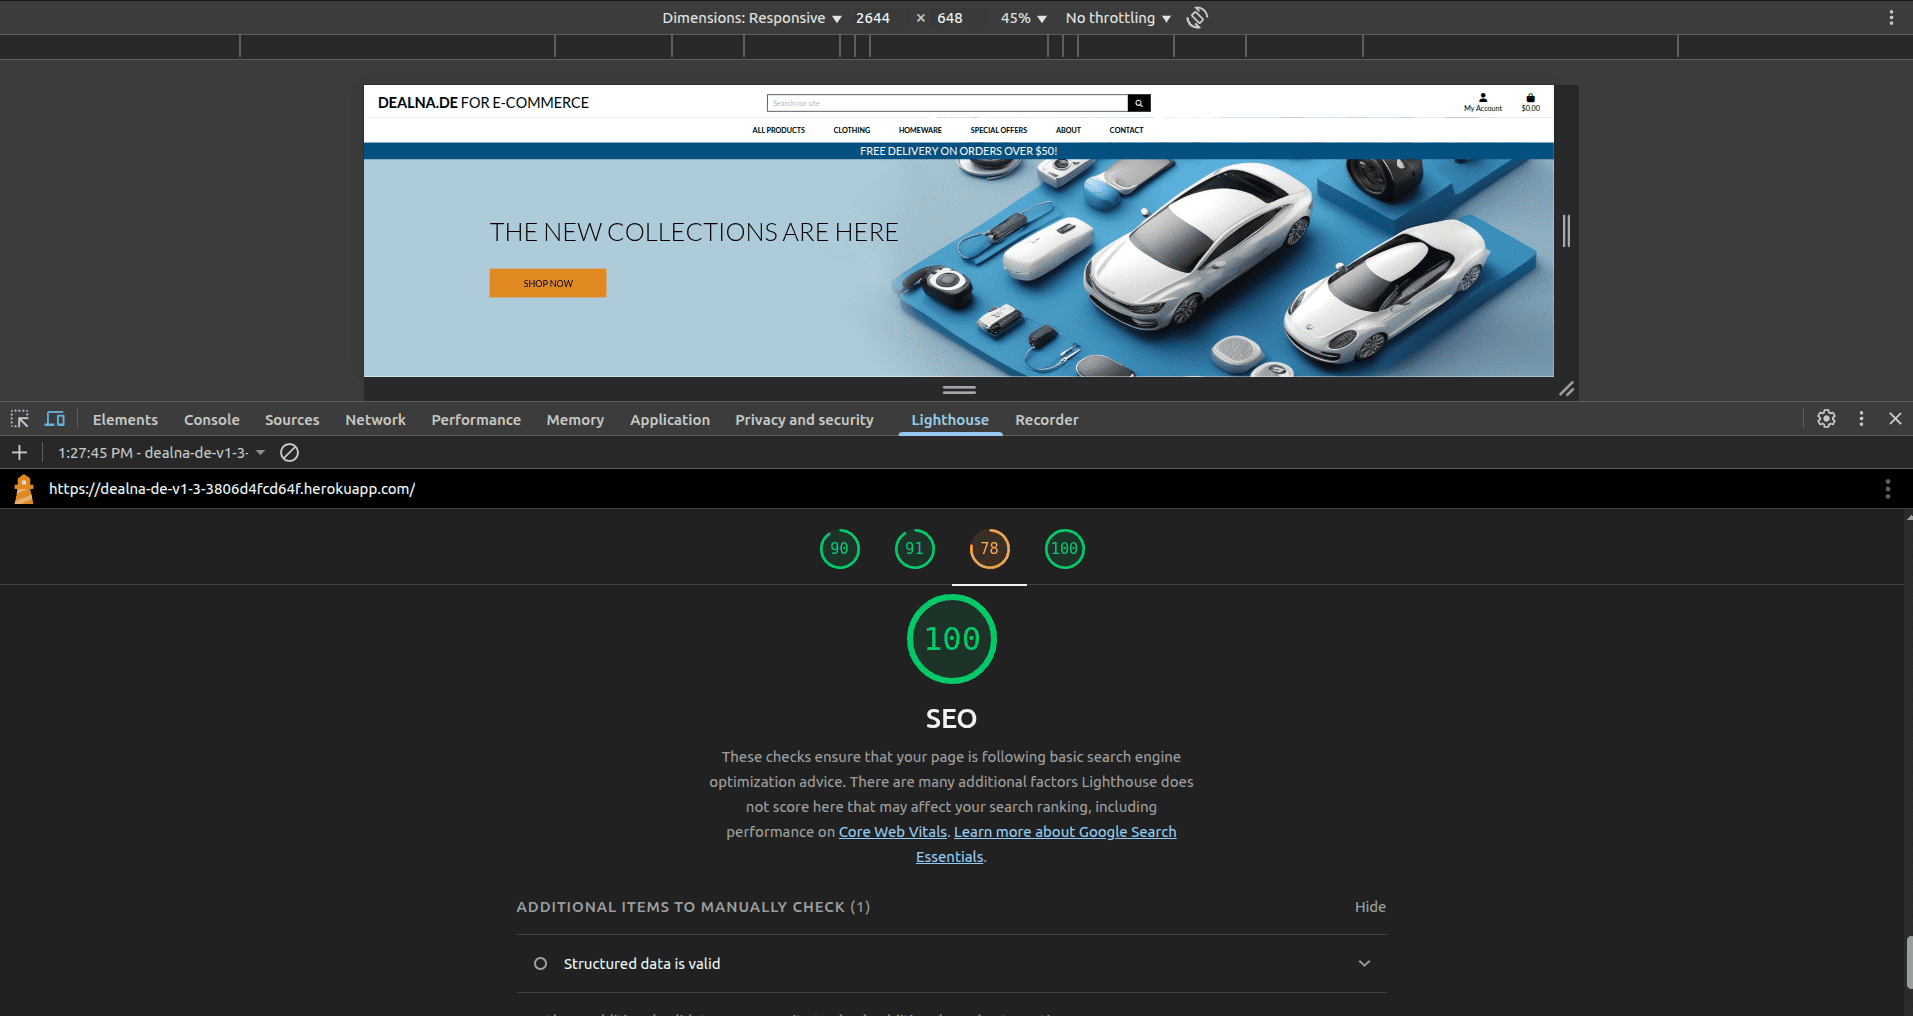 Dimensions: Responsive ▼ 2644 × 648 45% ▼ No throttling ▼
DEALNA.DE FOR E-COMMERCE
Search our site
My Account
$0.00
ALL PRODUCTS CLOTHING HOMEWARE SPECIAL OFFERS ABOUT CONTACT
FREE DELIVERY ON ORDERS OVER $50!
THE NEW COLLECTIONS ARE HERE
SHOP NOW
Elements Console Sources Network Performance Memory Application Privacy and security Lighthouse Recorder
1:27:45 PM - dealna-de-v1-3-
https://dealna-de-v1-3-3806d4fcd64f.herokuapp.com/
90 91 78 100
100
SEO
These checks ensure that your page is following basic search engine
optimization advice. There are many additional factors Lighthouse does
not score here that may affect your search ranking, including
performance on Core Web Vitals. Learn more about Google Search
Essentials.
ADDITIONAL ITEMS TO MANUALLY CHECK (1) Hide
Structured data is valid